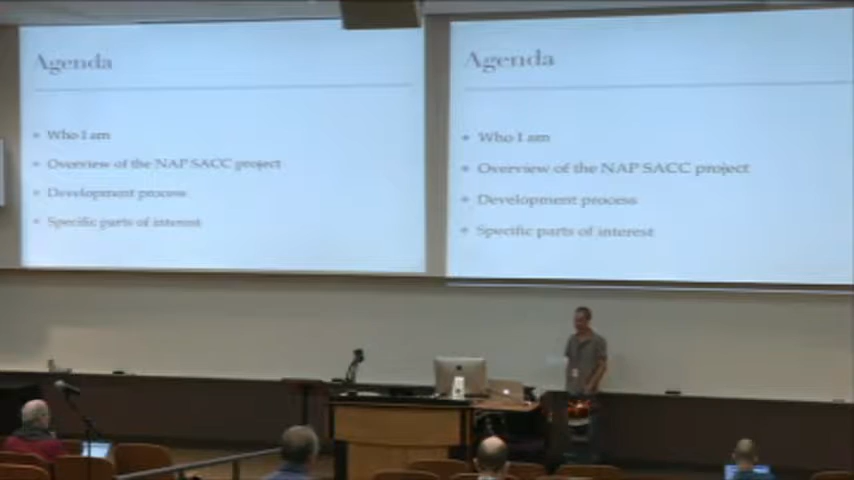 Agenda
Who I am
Overview of the NAP SACC project
Development process
Specific parts of interest
Agenda
Who I am
Overview of the NAP SACC project
Development process
Specific parts of interest